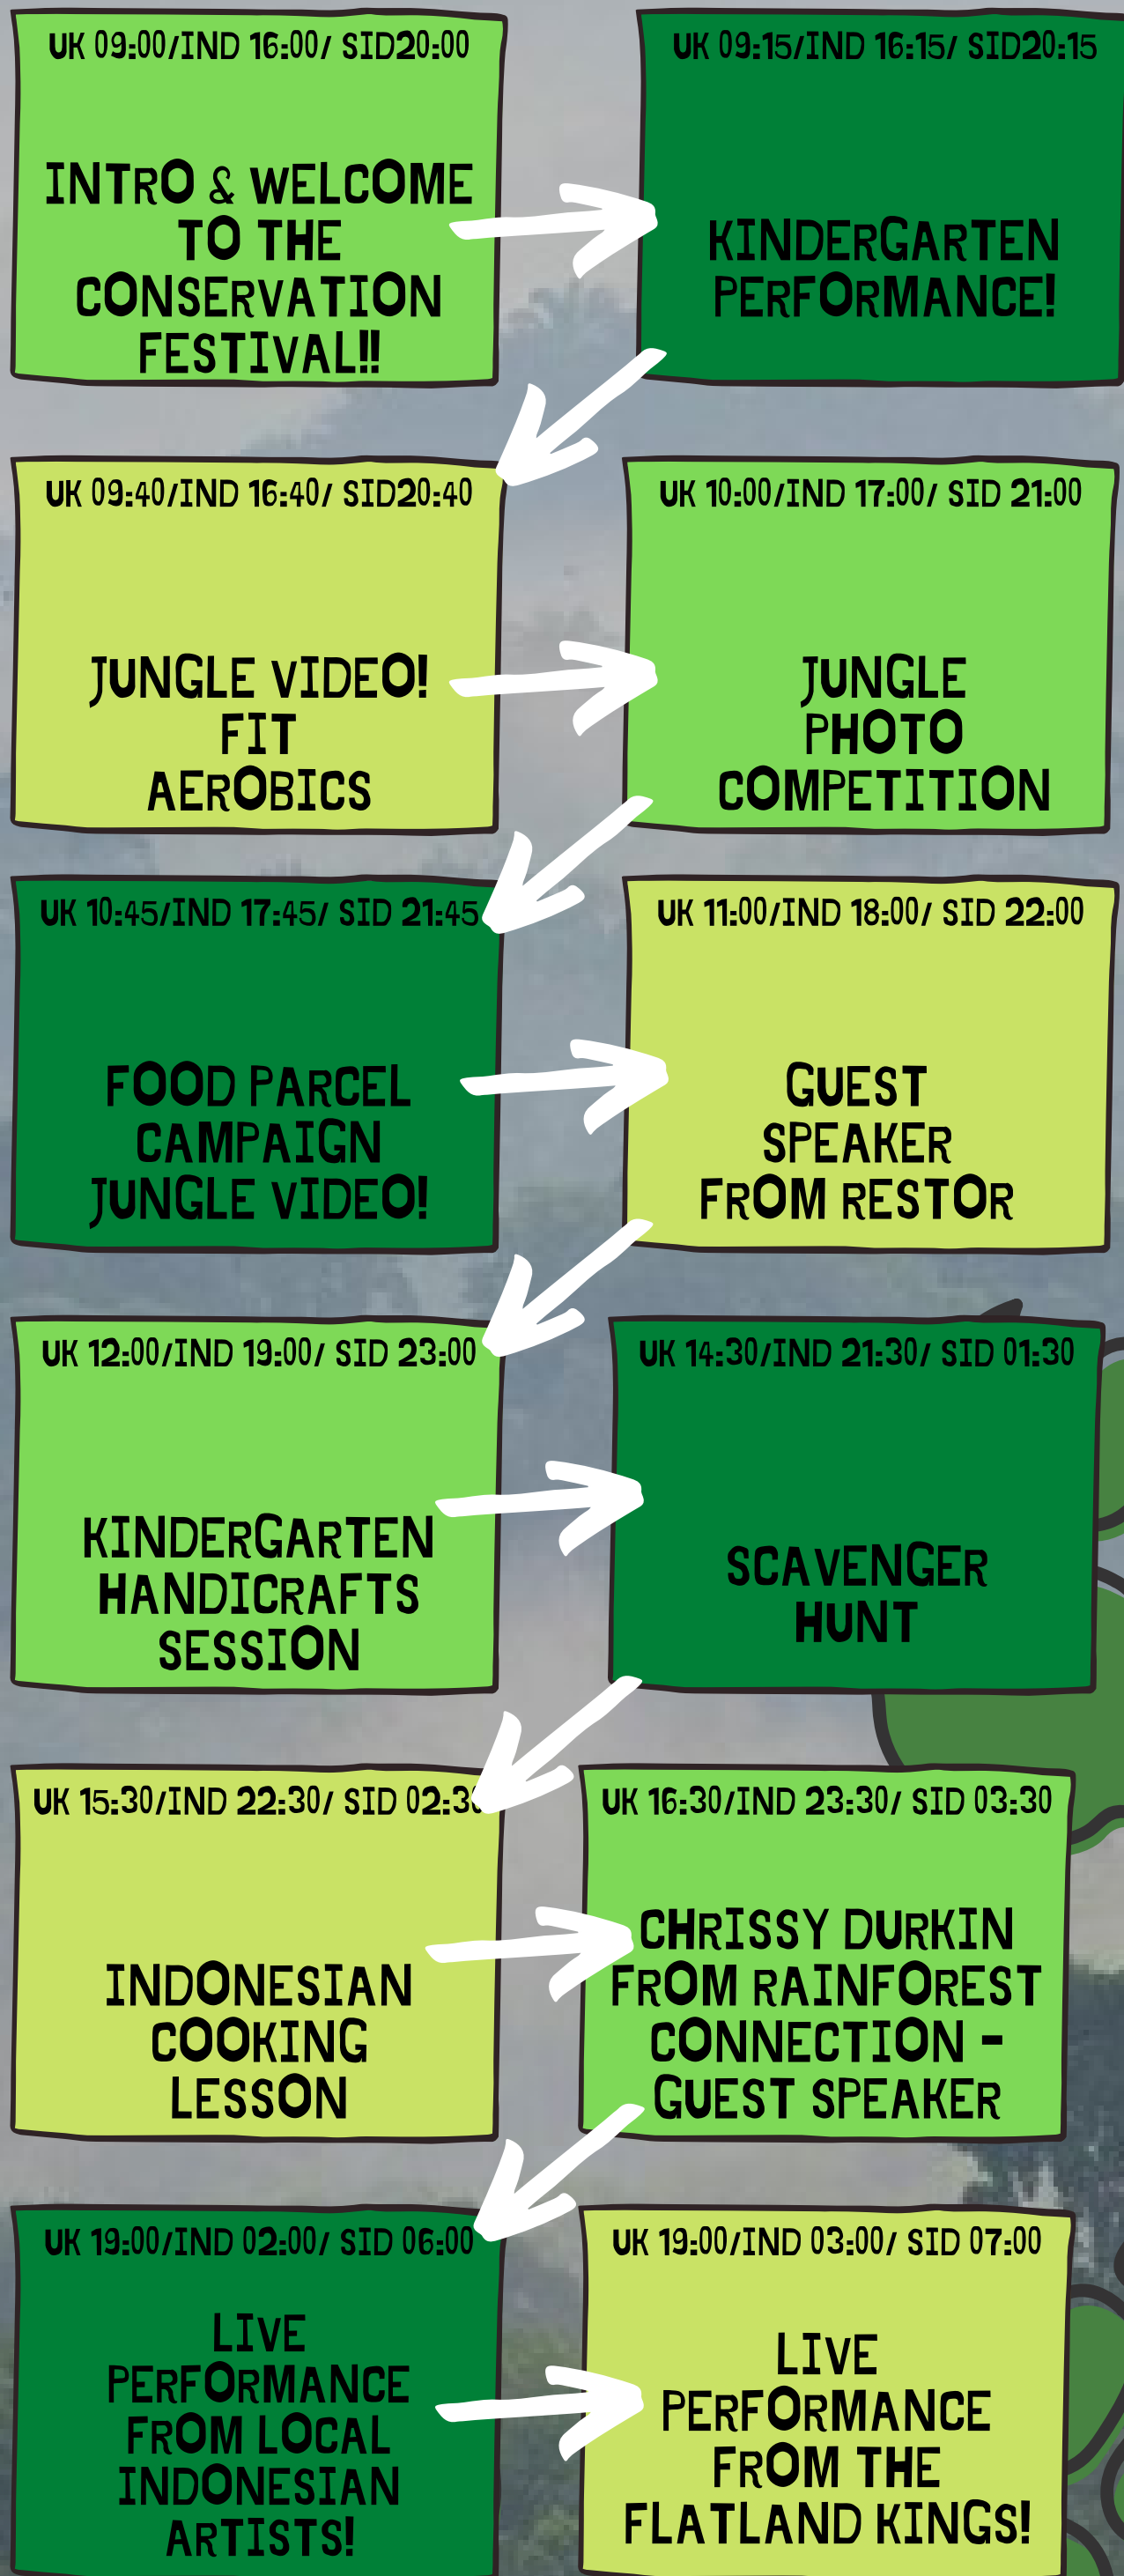 UK 09:00/IND 16:00/ SID20:00
INTRO & WELCOME
TO THE
CONSERVATION
FESTIVAL!!
UK 09:15/IND 16:15/ SID20:15
KINDERGARTEN
PERFORMANCE!
UK 09:40/IND 16:40/ SID20:40
JUNGLE VIDEO!
FIT
AEROBICS
UK 10:00/IND 17:00/ SID 21:00
JUNGLE
PHOTO
COMPETITION
UK 10:45/IND 17:45/ SID 21:45
FOOD PARCEL
CAMPAIGN
JUNGLE VIDEO!
UK 11:00/IND 18:00/ SID 22:00
GUEST
SPEAKER
FROM RESTOR
UK 12:00/IND 19:00/ SID 23:00
KINDERGARTEN
HANDICRAFTS
SESSION
UK 14:30/IND 21:30/ SID 01:30
SCAVENGER
HUNT
UK 15:30/IND 22:30/ SID 02:30
INDONESIAN
COOKING
LESSON
UK 16:30/IND 23:30/ SID 03:30
CHRISSY DURKIN
FROM RAINFOREST
CONNECTION -
GUEST SPEAKER
UK 19:00/IND 02:00/ SID 06:00
LIVE
PERFORMANCE
FROM LOCAL
INDONESIAN
ARTISTS!
UK 19:00/IND 03:00/ SID 07:00
LIVE
PERFORMANCE
FROM THE
FLATLAND KINGS!